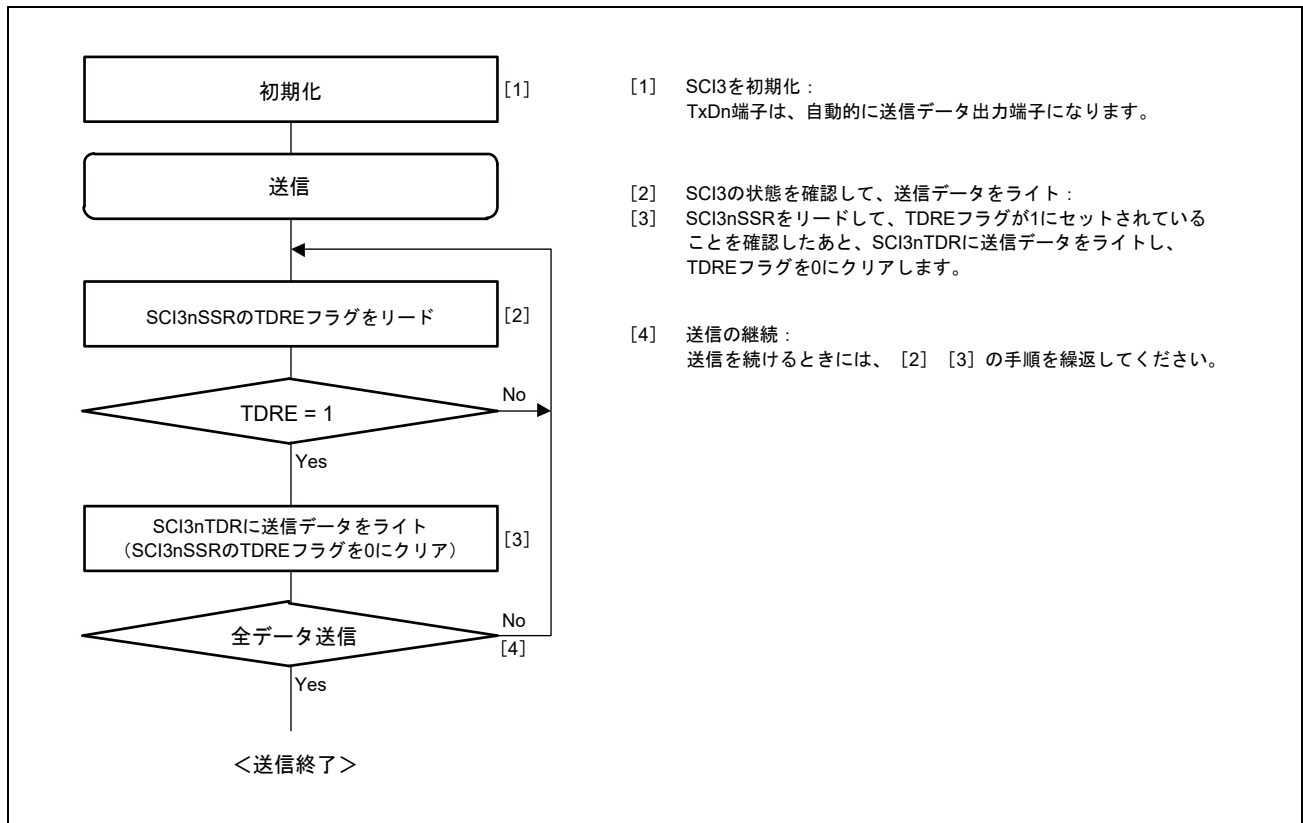 初期化
[1]
送信
SCI3nSSRのTDREフラグをリード
[2]
TDRE = 1
No
Yes
SCI3nTDRに送信データをライト
（SCI3nSSRのTDREフラグを0にクリア）
[3]
全データ送信
No
[4]
Yes
＜送信終了＞
[1] SCI3を初期化：
TxDn端子は、自動的に送信データ出力端子になります。
[2] SCI3の状態を確認して、送信データをライト：
[3] SCI3nSSRをリードして、TDREフラグが1にセットされている
ことを確認したあと、SCI3nTDRに送信データをライトし、
TDREフラグを0にクリアします。
[4] 送信の継続：
送信を続けるときには、［2］［3］の手順を繰返してください。